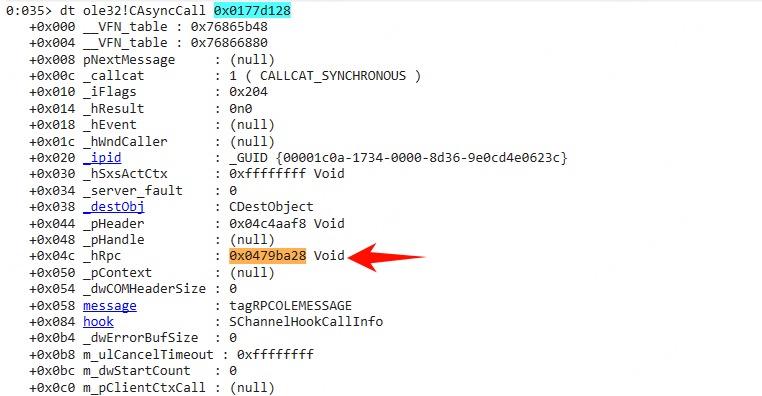 0:035> dt ole32!CAsyncCall 0x0177d128
+0x000 __VFN_table : 0x76865b48
+0x004 __VFN_table : 0x76866880
+0x008 pNextMessage : (null)
+0x00c _callcat : 1 ( CALLCAT_SYNCHRONOUS )
+0x010 _iFlags : 0x204
+0x014 _hResult : 0n0
+0x018 _hEvent : (null)
+0x01c _hWndCaller : (null)
+0x020 _ipid : _GUID {00001c0a-1734-0000-8d36-9e0cd4e0623c}
+0x030 _hSxsActCtx : 0xffffffff Void
+0x034 _server_fault : 0
+0x038 _destObj : CDestObject
+0x044 _pHeader : 0x04c4aaf8 Void
+0x048 _pHandle : (null)
+0x04c _hRpc : 0x0479ba28 Void
+0x050 _pContext : (null)
+0x054 _dwCOMHeaderSize : 0
+0x058 message : tagRPCOLEMESSAGE
+0x084 hook : SChannelHookCallInfo
+0x0b4 _dwErrorBufSize : 0
+0x0b8 m_ulCancelTimeout : 0xffffffff
+0x0bc m_dwStartCount : 0
+0x0c0 m_pClientCtxCall : (null)